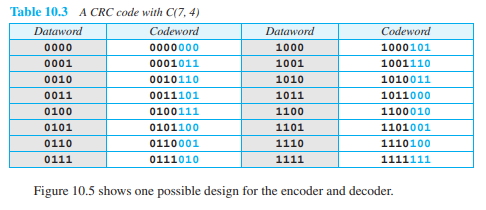 Table 10.3 A CRC code with C(7, 4)
Dataword Codeword Dataword Codeword
0000 0000000 1000 1000101
0001 0001011 1001 1001110
0010 0010110 1010 1010011
0011 0011101 1011 1011000
0100 0100111 1100 1100010
0101 0101100 1101 1101001
0110 0110001 1110 1110100
0111 0111010 1111 1111111
Figure 10.5 shows one possible design for the encoder and decoder.